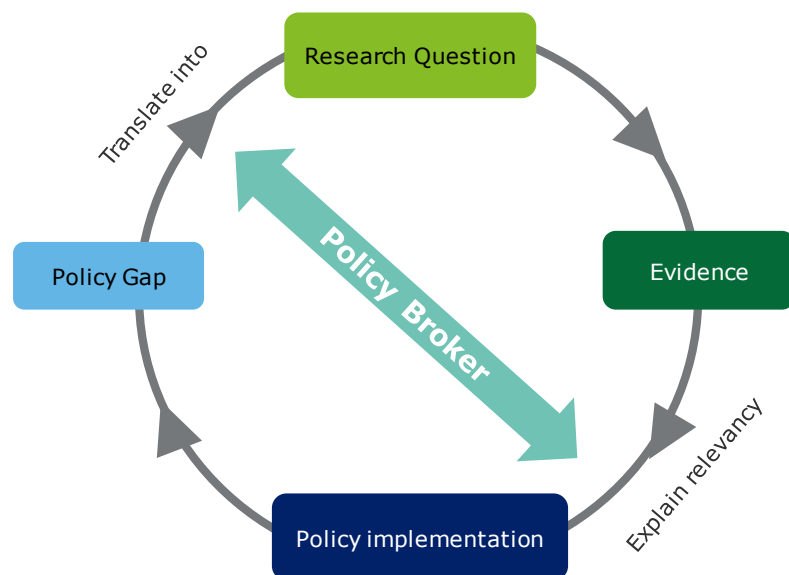 Research Question
Translate into
Policy Gap
Policy Broker
Evidence
Explain relevancy
Policy implementation